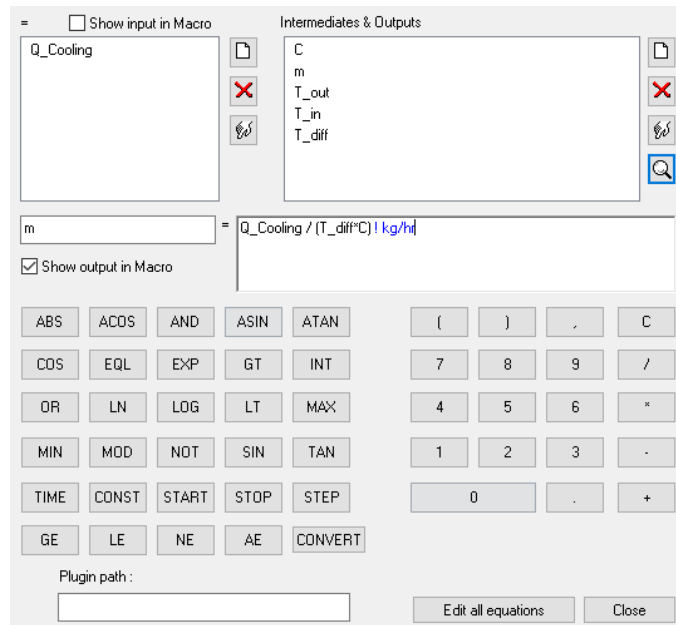 = Show input in Macro Intermediates & Outputs
Q_Cooling
C
m
T_out
T_in
T_diff
m = Q_Cooling / (T_diff*C) ! kg/hr
Show output in Macro
ABS ACOS AND ASIN ATAN ( ) , C
COS EQL EXP GT INT 7 8 9 /
OR LN LOG LT MAX 4 5 6 *
MIN MOD NOT SIN TAN 1 2 3 -
TIME CONST START STOP STEP 0 . +
GE LE NE AE CONVERT
Plugin path :
Edit all equations Close